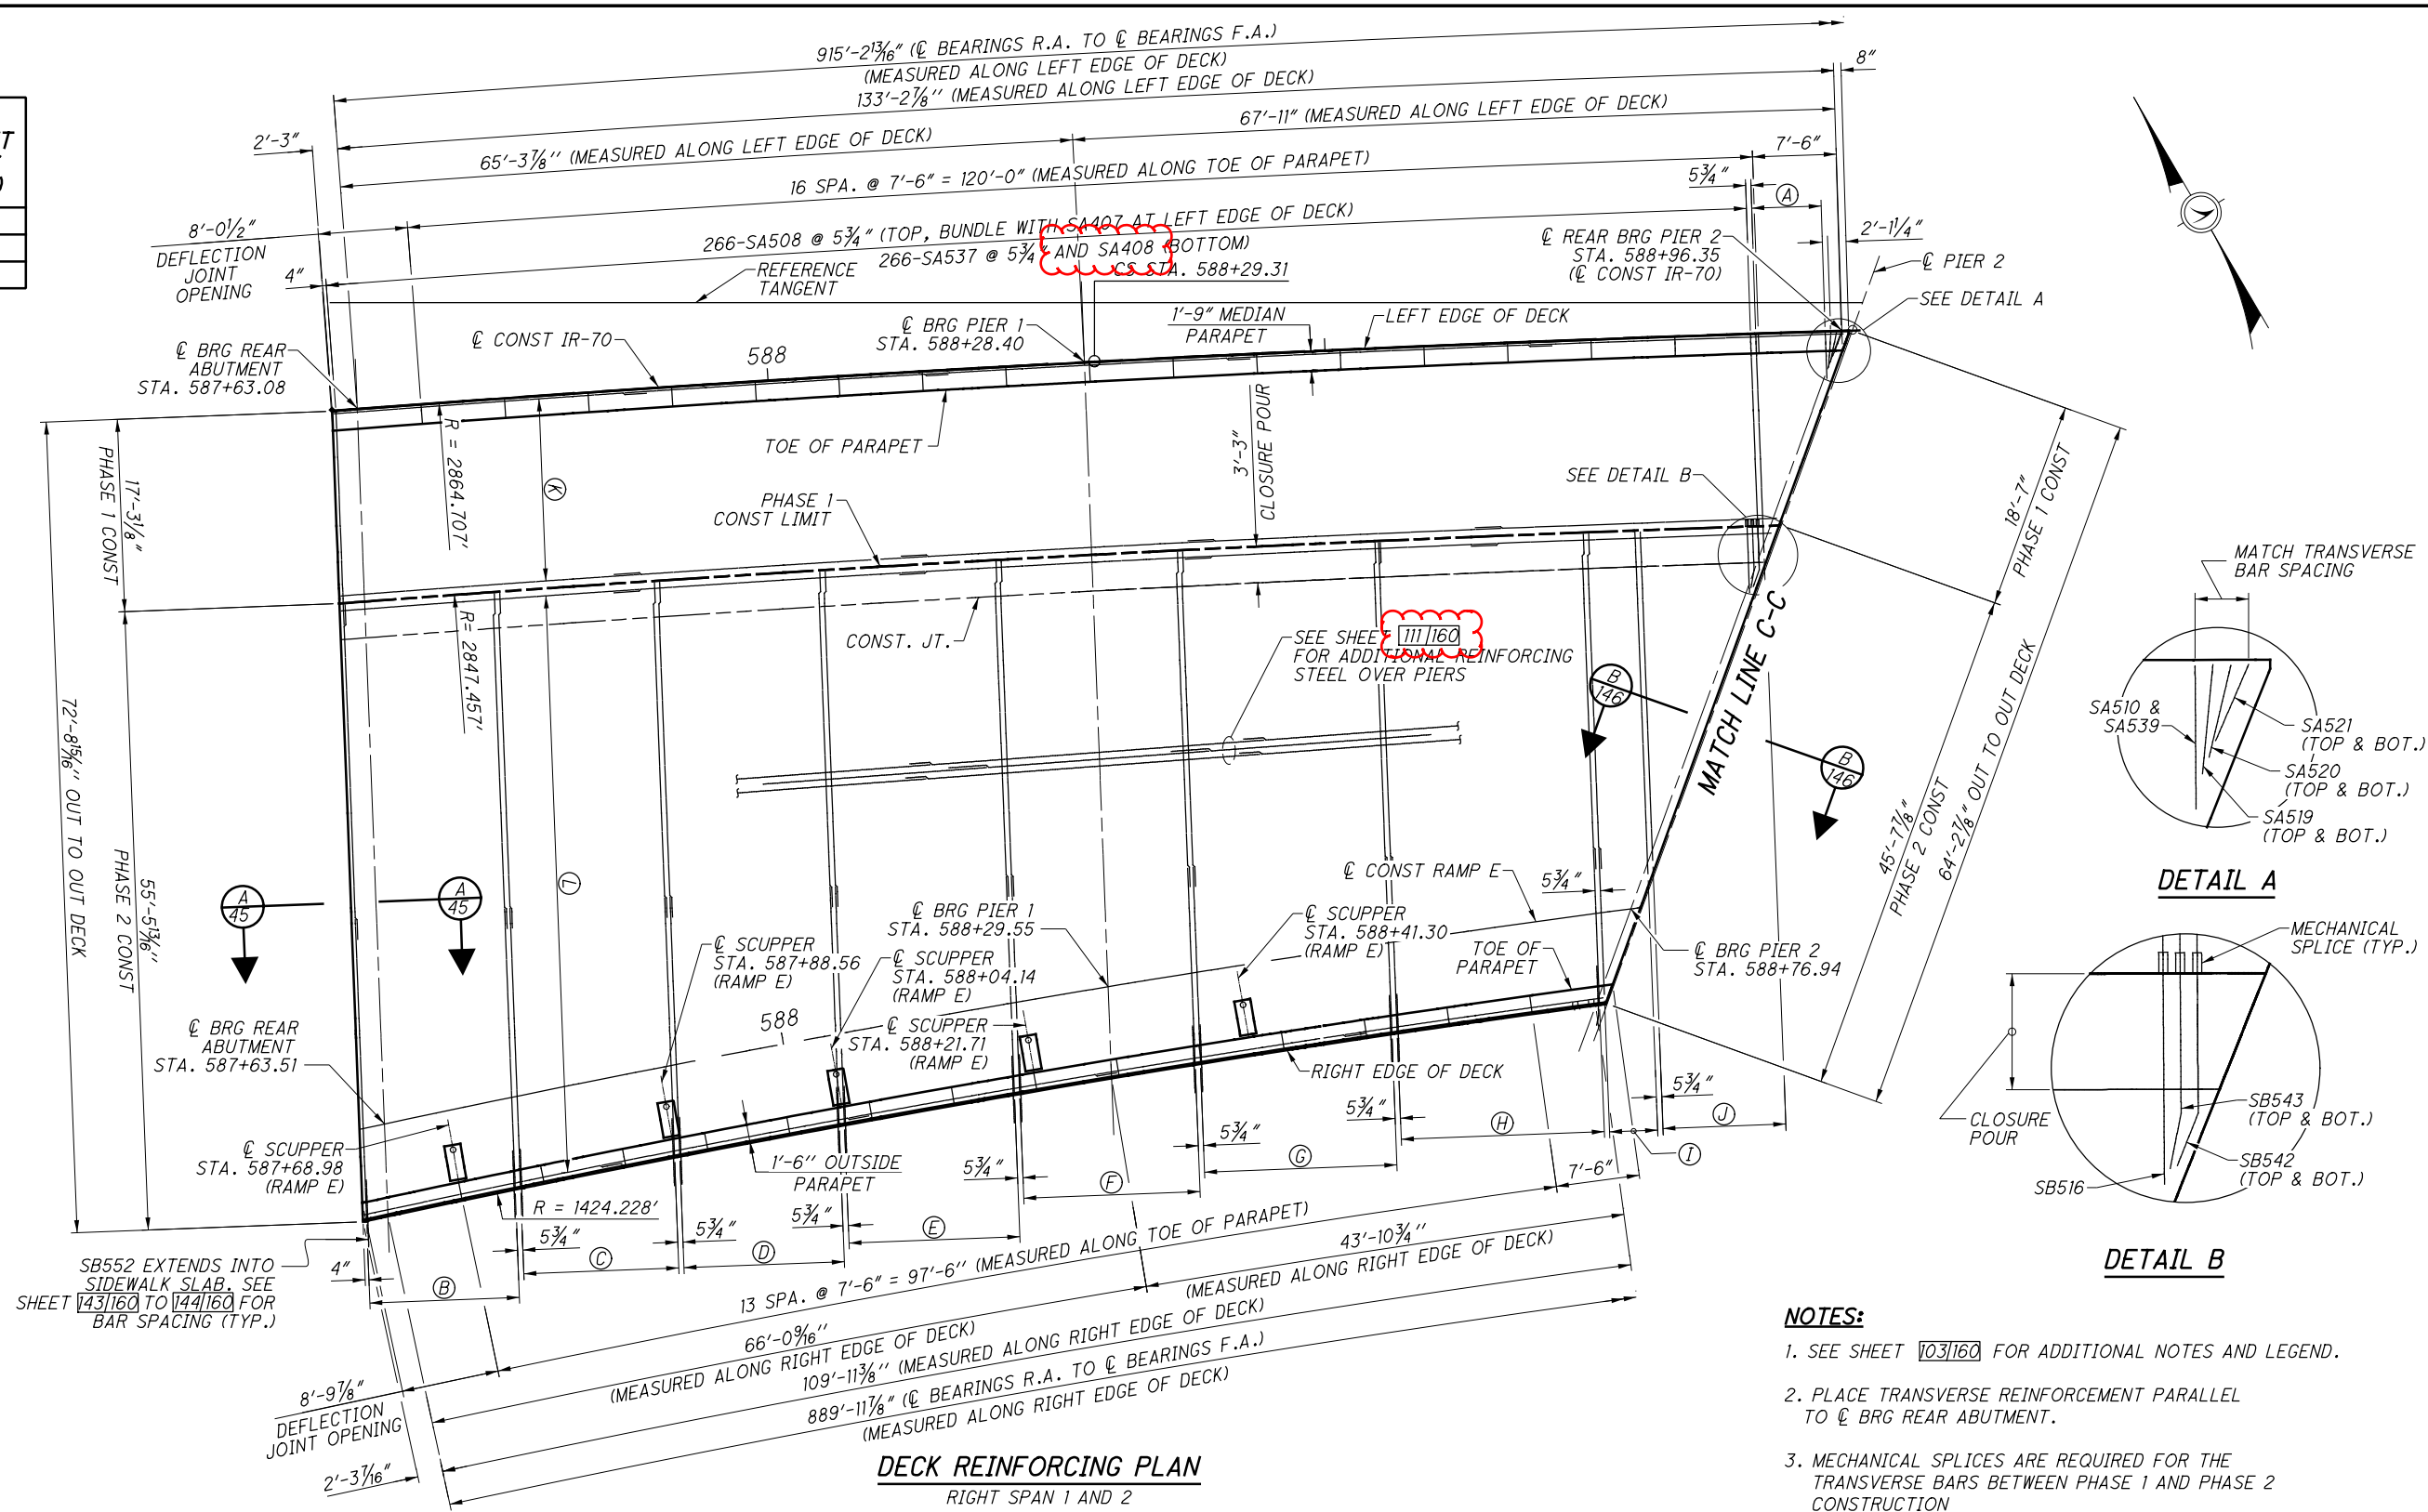 915'-2 13/16" (℄ BEARINGS R.A. TO ℄ BEARINGS F.A.)
(MEASURED ALONG LEFT EDGE OF DECK)
133'-2 7/8'' (MEASURED ALONG LEFT EDGE OF DECK)
8"
67'-11" (MEASURED ALONG LEFT EDGE OF DECK)
2'-3"
65'-3 7/8'' (MEASURED ALONG LEFT EDGE OF DECK)
7'-6"
16 SPA. @ 7'-6" = 120'-0" (MEASURED ALONG TOE OF PARAPET)
5 3/4"
A
8'-0 1/2"
DEFLECTION
JOINT
OPENING
4"
266-SA508 @ 5 3/4" (TOP, BUNDLE WITH SA407 AT LEFT EDGE OF DECK)
266-SA537 @ 5 3/4" AND SA408 (BOTTOM)
CS STA. 588+29.31
REFERENCE
TANGENT
℄ REAR BRG PIER 2
STA. 588+96.35
(℄ CONST IR-70)
2'-1 1/4"
℄ PIER 2
SEE DETAIL A
℄ BRG REAR
ABUTMENT
STA. 587+63.08
℄ CONST IR-70
588
℄ BRG PIER 1
STA. 588+28.40
1'-9" MEDIAN
PARAPET
LEFT EDGE OF DECK
17'-3 1/8"
PHASE 1 CONST
R = 2864.707'
K
TOE OF PARAPET
3'-3"
CLOSURE POUR
PHASE 1
CONST LIMIT
SEE DETAIL B
18'-7"
PHASE 1 CONST
R= 2847.457'
CONST. JT.
SEE SHEET 111/160
FOR ADDITIONAL REINFORCING
STEEL OVER PIERS
MATCH LINE C-C
B
146
B
146
72'-8 15/16'' OUT TO OUT DECK
55'-5 13/16''
PHASE 2 CONST
45'-7 7/8"
PHASE 2 CONST
64'-2 7/8" OUT TO OUT DECK
MATCH TRANSVERSE
BAR SPACING
SA510 &
SA539
SA521
(TOP & BOT.)
SA520
(TOP & BOT.)
SA519
(TOP & BOT.)
DETAIL A
A
45
A
45
L
℄ BRG PIER 1
STA. 588+29.55
℄ CONST RAMP E
5 3/4"
℄ SCUPPER
STA. 587+88.56
(RAMP E)
℄ SCUPPER
STA. 588+04.14
(RAMP E)
℄ SCUPPER
STA. 588+41.30
(RAMP E)
TOE OF
PARAPET
℄ BRG PIER 2
STA. 588+76.94
588
℄ SCUPPER
STA. 588+21.71
(RAMP E)
℄ BRG REAR
ABUTMENT
STA. 587+63.51
RIGHT EDGE OF DECK
MECHANICAL
SPLICE (TYP.)
SB543
(TOP & BOT.)
CLOSURE
POUR
SB542
(TOP & BOT.)
SB516
DETAIL B
℄ SCUPPER
STA. 587+68.98
(RAMP E)
1'-6'' OUTSIDE
PARAPET
5 3/4"
5 3/4"
5 3/4"
5 3/4"
H
J
G
I
F
7'-6"
R = 1424.228'
5 3/4"
5 3/4"
5 3/4"
E
D
C
B
4"
SB552 EXTENDS INTO
SIDEWALK SLAB. SEE
SHEET 143/160 TO 144/160 FOR
BAR SPACING (TYP.)
13 SPA. @ 7'-6" = 97'-6'' (MEASURED ALONG TOE OF PARAPET)
43'-10 3/4''
(MEASURED ALONG RIGHT EDGE OF DECK)
66'-0 9/16''
(MEASURED ALONG RIGHT EDGE OF DECK)
109'-11 3/8'' (MEASURED ALONG RIGHT EDGE OF DECK)
889'-11 7/8" (℄ BEARINGS R.A. TO ℄ BEARINGS F.A.)
(MEASURED ALONG RIGHT EDGE OF DECK)
8'-9 7/8"
DEFLECTION
JOINT OPENING
2'-3 7/16"
DECK REINFORCING PLAN
RIGHT SPAN 1 AND 2
NOTES:
1. SEE SHEET 103/160 FOR ADDITIONAL NOTES AND LEGEND.
2. PLACE TRANSVERSE REINFORCEMENT PARALLEL
TO ℄ BRG REAR ABUTMENT.
3. MECHANICAL SPLICES ARE REQUIRED FOR THE
TRANSVERSE BARS BETWEEN PHASE 1 AND PHASE 2
CONSTRUCTION